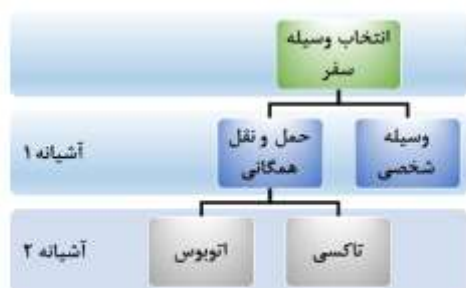 انتخاب وسیله
سفر
وسیله
شخصی
حمل و نقل
همگانی
آشیانه ۱
تاکسی
اتوبوس
آشیانه ۲